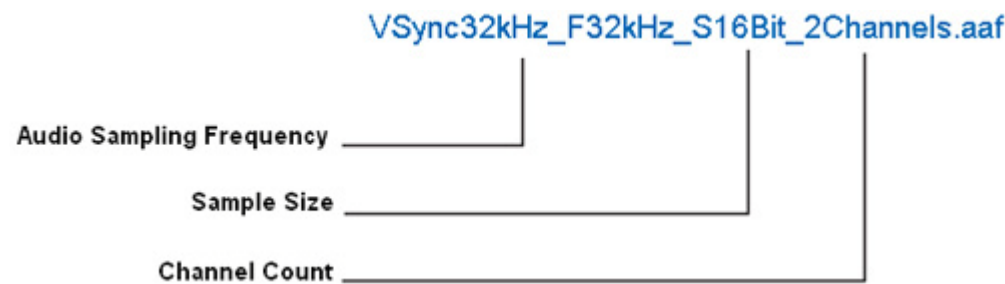 VSync32kHz_F32kHz_S16Bit_2Channels.aaf
Audio Sampling Frequency
Sample Size
Channel Count